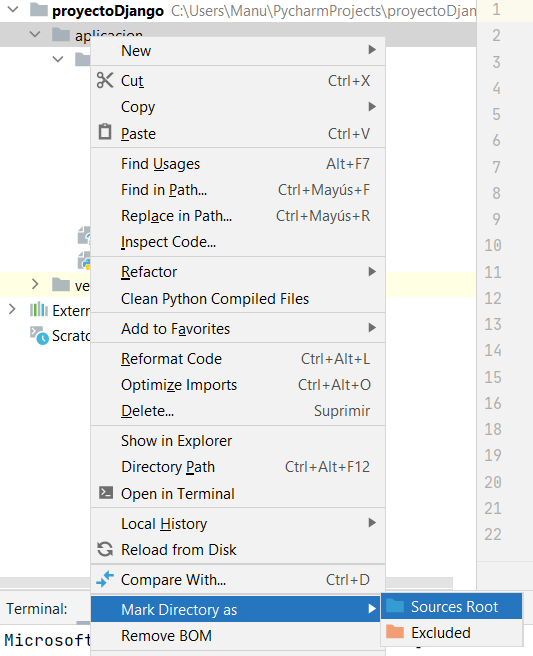 proyectoDjango C:\Users\Manu\PycharmProjects\proyectoDjan
aplicacion
New
Cut Ctrl+X
Copy
Paste Ctrl+V
Find Usages Alt+F7
Find in Path... Ctrl+Mayús+F
Replace in Path... Ctrl+Mayús+R
Inspect Code...
Refactor
Clean Python Compiled Files
Add to Favorites
Reformat Code Ctrl+Alt+L
Optimize Imports Ctrl+Alt+O
Delete... Suprimir
Show in Explorer
Directory Path Ctrl+Alt+F12
Open in Terminal
Local History
Reload from Disk
Compare With... Ctrl+D
Mark Directory as
Remove BOM
Sources Root
Excluded
ve
Extern
Scratc
Terminal:
Microsoft
1
2
3
4
5
6
7
8
9
10
11
12
13
14
15
16
17
18
19
20
21
22